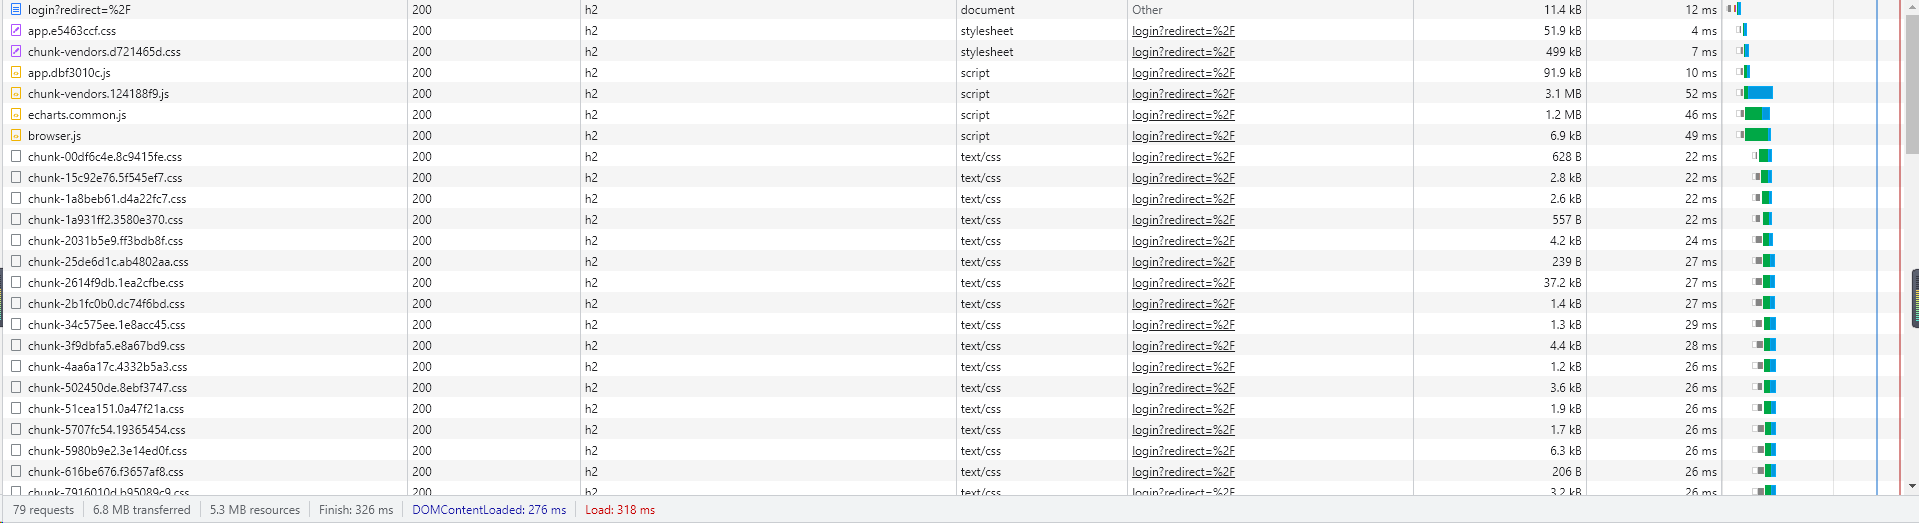 login?redirect=%2F 200 h2 document Other 11.4 kB 12 ms
app.e5463ccf.css 200 h2 stylesheet login?redirect=%2F 51.9 kB 4 ms
chunk-vendors.d721465d.css 200 h2 stylesheet login?redirect=%2F 499 kB 7 ms
app.dbf3010c.js 200 h2 script login?redirect=%2F 91.9 kB 10 ms
chunk-vendors.124188f9.js 200 h2 script login?redirect=%2F 3.1 MB 52 ms
echarts.common.js 200 h2 script login?redirect=%2F 1.2 MB 46 ms
browser.js 200 h2 script login?redirect=%2F 6.9 kB 49 ms
chunk-00df6c4e.8c9415fe.css 200 h2 text/css login?redirect=%2F 628 B 22 ms
chunk-15c92e76.5f545ef7.css 200 h2 text/css login?redirect=%2F 2.8 kB 22 ms
chunk-1a8beb61.d4a22fc7.css 200 h2 text/css login?redirect=%2F 2.6 kB 22 ms
chunk-1a931ff2.3580e370.css 200 h2 text/css login?redirect=%2F 557 B 22 ms
chunk-2031b5e9.ff3bdb8f.css 200 h2 text/css login?redirect=%2F 4.2 kB 24 ms
chunk-25de6d1c.ab4802aa.css 200 h2 text/css login?redirect=%2F 239 B 27 ms
chunk-2614f9db.1ea2cfbe.css 200 h2 text/css login?redirect=%2F 37.2 kB 27 ms
chunk-2b1fc0b0.dc74f6bd.css 200 h2 text/css login?redirect=%2F 1.4 kB 27 ms
chunk-34c575ee.1e8acc45.css 200 h2 text/css login?redirect=%2F 1.3 kB 29 ms
chunk-3f9dbfa5.e8a67bd9.css 200 h2 text/css login?redirect=%2F 4.4 kB 28 ms
chunk-4aa6a17c.4332b5a3.css 200 h2 text/css login?redirect=%2F 1.2 kB 26 ms
chunk-502450de.8ebf3747.css 200 h2 text/css login?redirect=%2F 3.6 kB 26 ms
chunk-51cea151.0a47f21a.css 200 h2 text/css login?redirect=%2F 1.9 kB 26 ms
chunk-5707fc54.19365454.css 200 h2 text/css login?redirect=%2F 1.7 kB 26 ms
chunk-5980b9e2.3e14ed0f.css 200 h2 text/css login?redirect=%2F 6.3 kB 26 ms
chunk-616be676.f3657af8.css 200 h2 text/css login?redirect=%2F 206 B 26 ms
chunk-7916010d.b95089c9.css 200 h2 text/css login?redirect=%2F 3.2 kB 26 ms
79 requests 6.8 MB transferred 5.3 MB resources Finish: 326 ms DOMContentLoaded: 276 ms Load: 318 ms